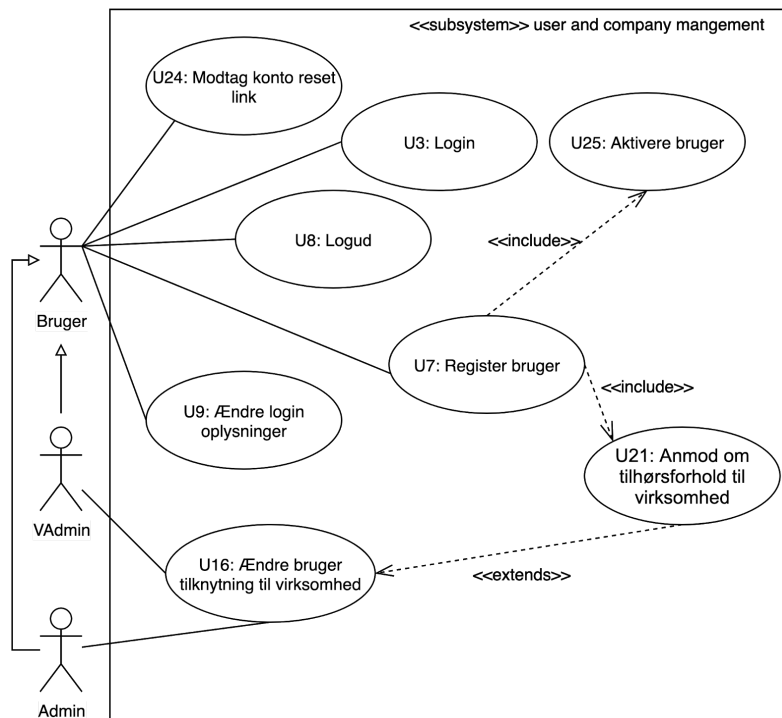 <<subsystem>> user and company mangement
U24: Modtag konto reset
link
U3: Login
U25: Aktivere bruger
U8: Logud
<<include>>
Bruger
U7: Register bruger
<<include>>
U9: Ændre login
oplysninger
U21: Anmod om
tilhørsforhold til
virksomhed
VAdmin
U16: Ændre bruger
tilknytning til virksomhed
<<extends>>
Admin